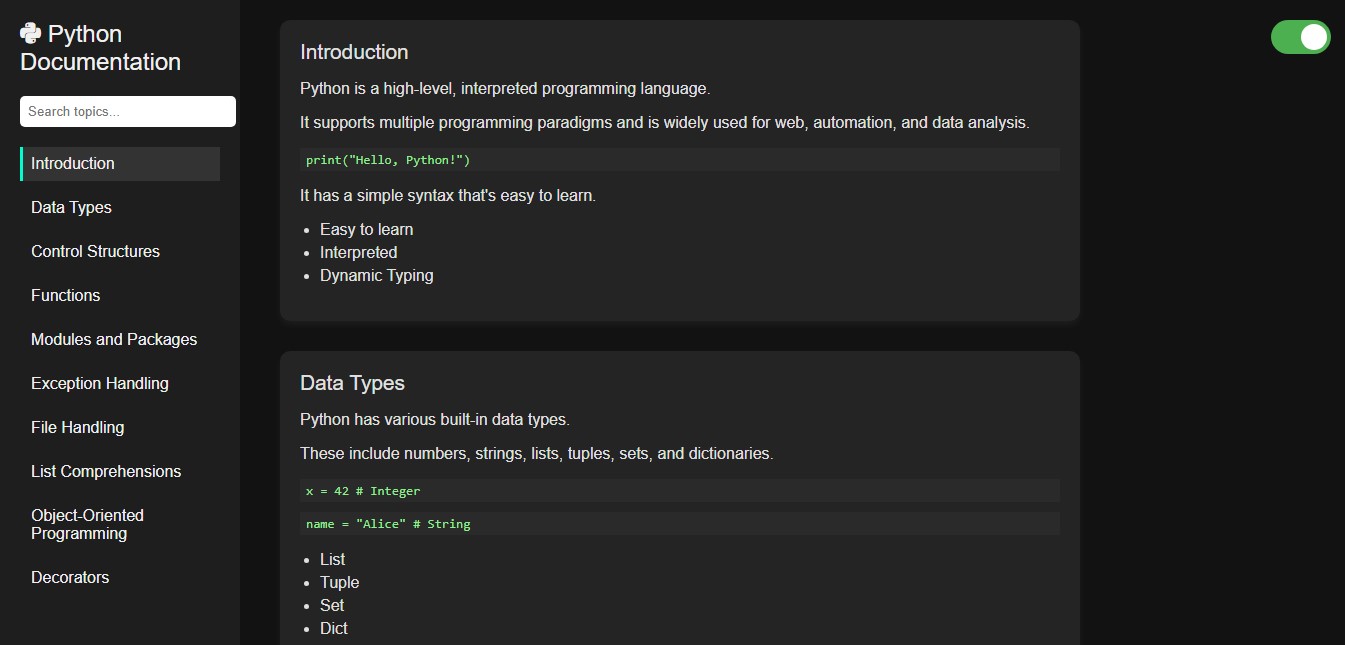 Python
Documentation
Search topics...
Introduction
Data Types
Control Structures
Functions
Modules and Packages
Exception Handling
File Handling
List Comprehensions
Object-Oriented
Programming
Decorators
Introduction
Python is a high-level, interpreted programming language.
It supports multiple programming paradigms and is widely used for web, automation, and data analysis.
print("Hello, Python!")
It has a simple syntax that's easy to learn.
Easy to learn
Interpreted
Dynamic Typing
Data Types
Python has various built-in data types.
These include numbers, strings, lists, tuples, sets, and dictionaries.
x = 42 # Integer
name = "Alice" # String
List
Tuple
Set
Dict